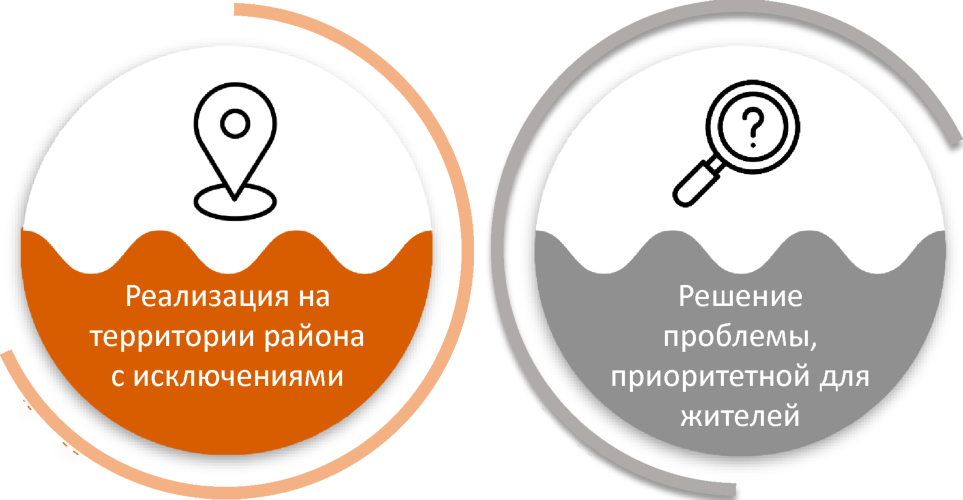 Реализация на
территории района
с исключениями
?
Решение
проблемы,
приоритетной для
жителей